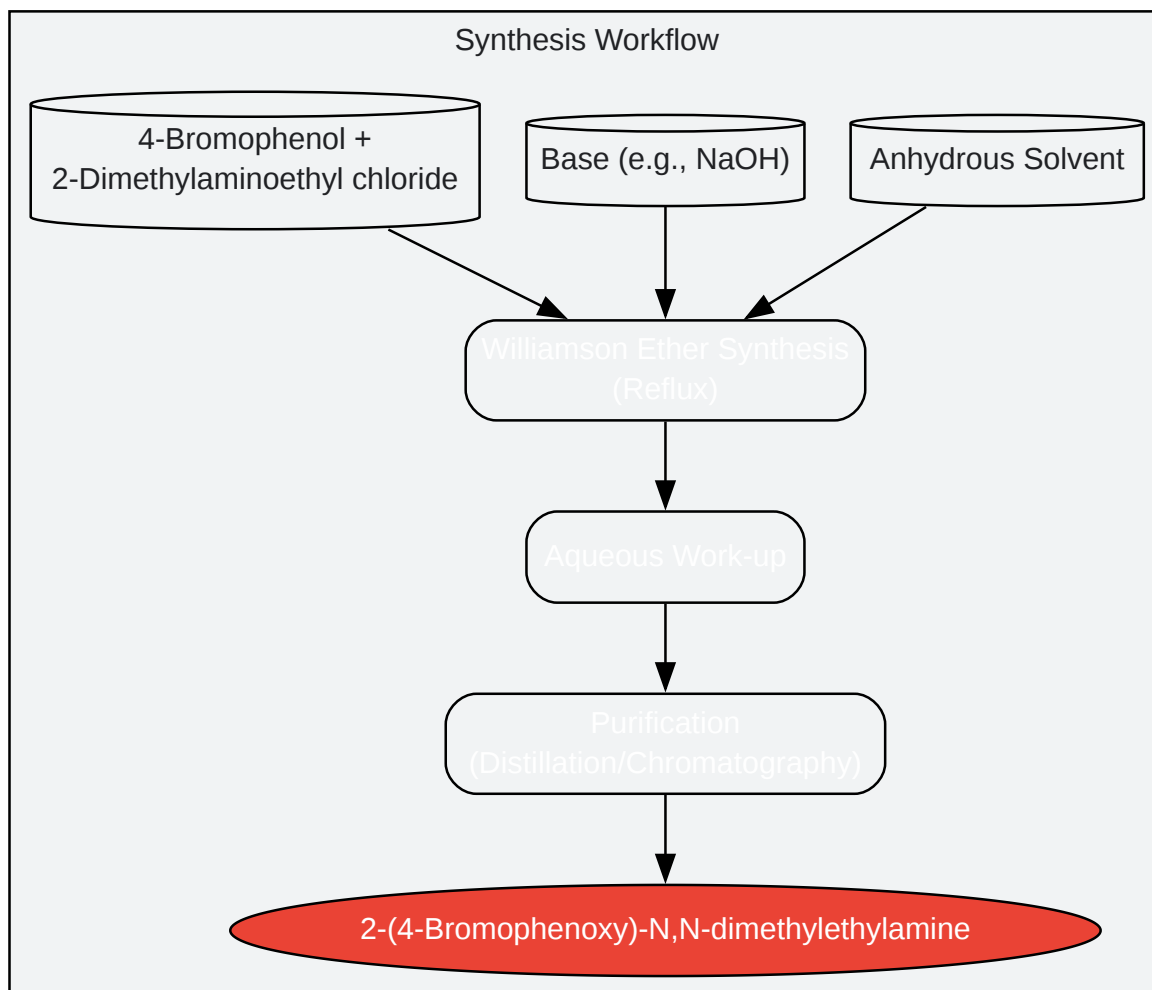 Synthesis Workflow
4-Bromophenol +
2-Dimethylaminoethyl chloride
Base (e.g., NaOH)
Anhydrous Solvent
Williamson Ether Synthesis
(Reflux)
Aqueous Work-up
Purification
(Distillation/Chromatography)
2-(4-Bromophenoxy)-N,N-dimethylethylamine